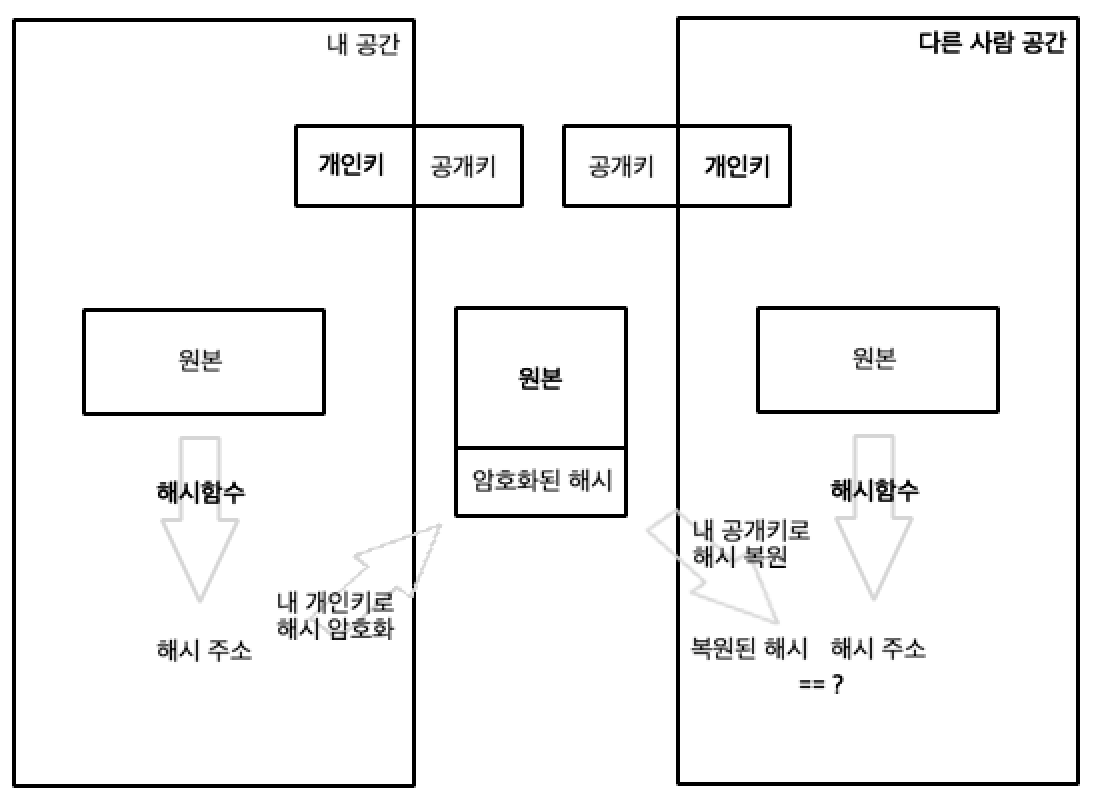 내 공간
다른 사람 공간
개인키
공개키
공개키
개인키
원본
원본
암호화된 해시
원본
해시함수
해시함수
내 공개키로
해시 복원
내 개인키로
해시 암호화
해시 주소
복원된 해시
해시 주소
== ?